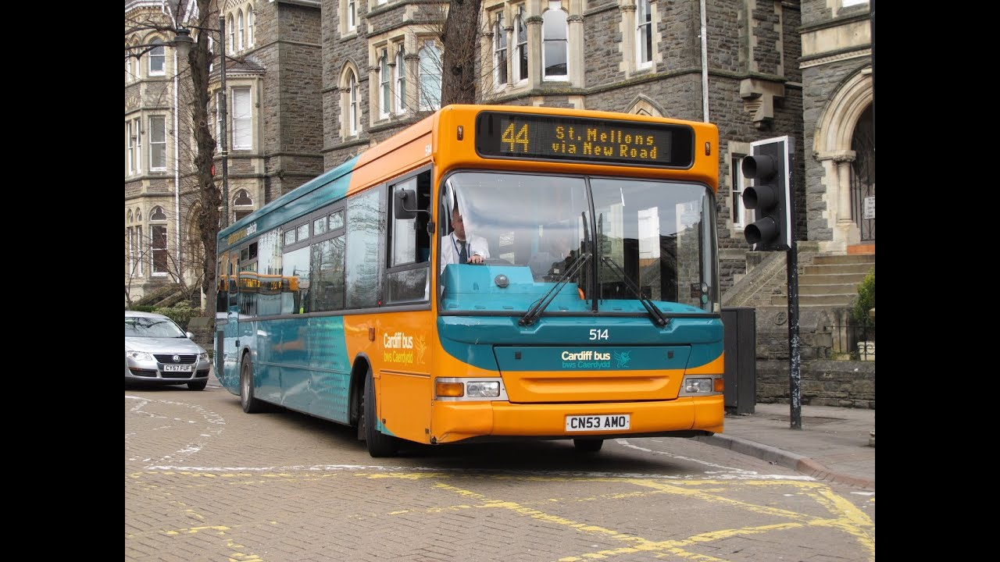 44 St. Mellons
via New Road
514
Cardiff bus
bws Caerdydd
514
Cardiff bus
bws Caerdydd
CN53 AMO
CY57 FUF